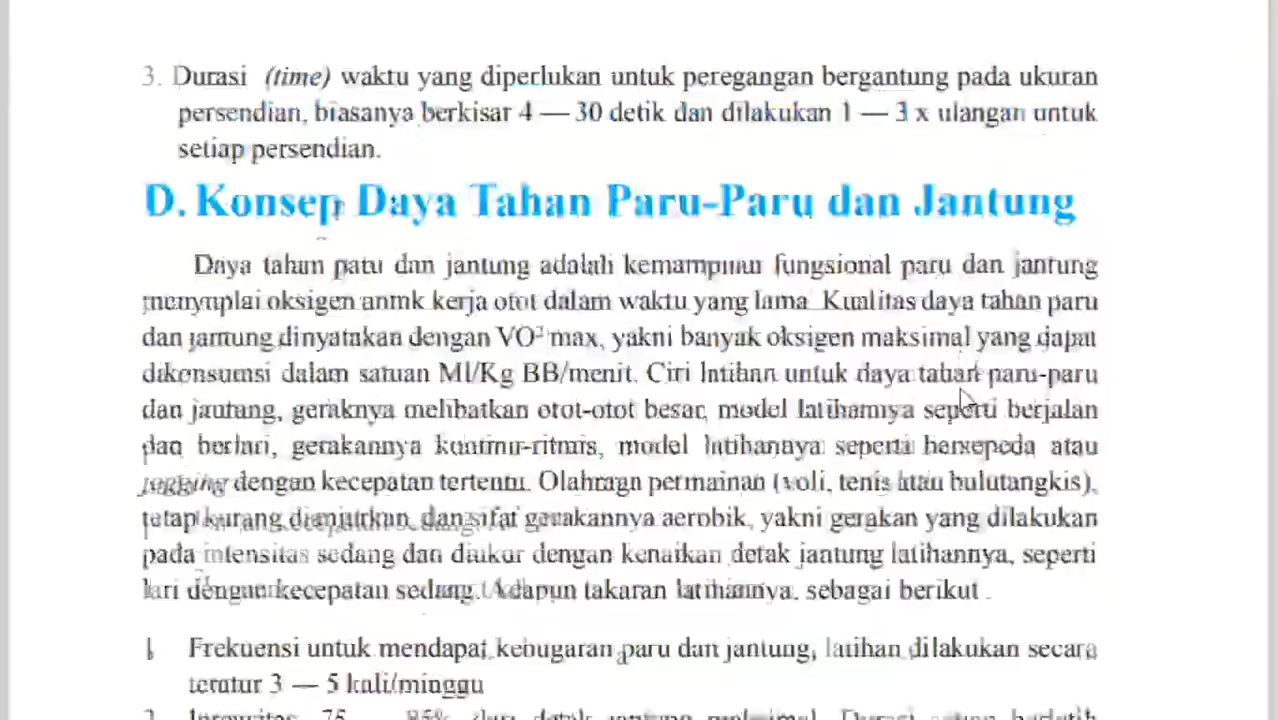 3. Durasi (time) waktu yang diperlukan untuk peregangan bergantung pada ukuran
persendian, biasanya berkisar 4 — 30 detik dan dilakukan 1 — 3 x ulangan untuk
setiap persendian.
D. Konsep Daya Tahan Paru-Paru dan Jantung
Daya tahan patu dan jantung adalah kemampuan fungsional paru dan jantung
menyuplai oksigen kerja otot dalam waktu yang lama Kualitas daya tahan paru
dan jantung dinyatakan dengan VO² max, yakni banyak oksigen maksimal yang dapat
dikonsumsi dalam satuan Ml/Kg BB/menit. Ciri latihan untuk daya tahan paru-paru
dan jautang, geraknya melibatkan otot-otot besar, model latihannya seperti berjalan
dan berlari, gerakannya kontinu-ritmis, model latihannya seperti bersepeda atau
jogging dengan kecepatan tertentu. Olahraga permainan (voli, tenis atau bulutangkis),
tetap kurang dianjurkan, dan sifat gerakannya aerobik, yakni gerakan yang dilakukan
pada intensitas sedang dan diukur dengan kenaikan detak jantung latihannya, seperti
lari dengan kecepatan sedang. Adapun takaran latihannya. sebagai berikut
Frekuensi untuk mendapat kebugaran paru dan jantung, latihan dilakukan secara
teratur 3 — 5 kali/minggu